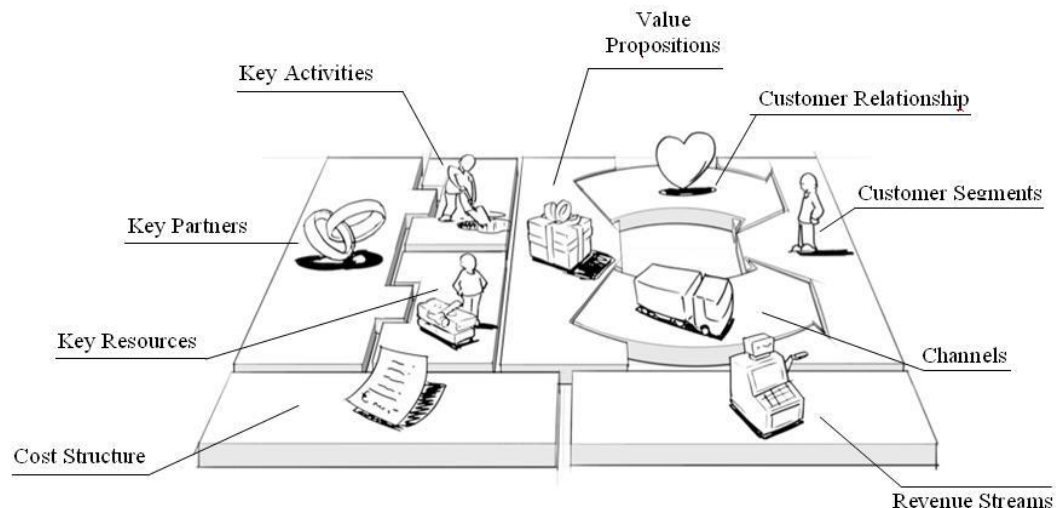 Value
Propositions
Key Activities
Customer Relationship
Customer Segments
Key Partners
Key Resources
Channels
Cost Structure
Revenue Streams